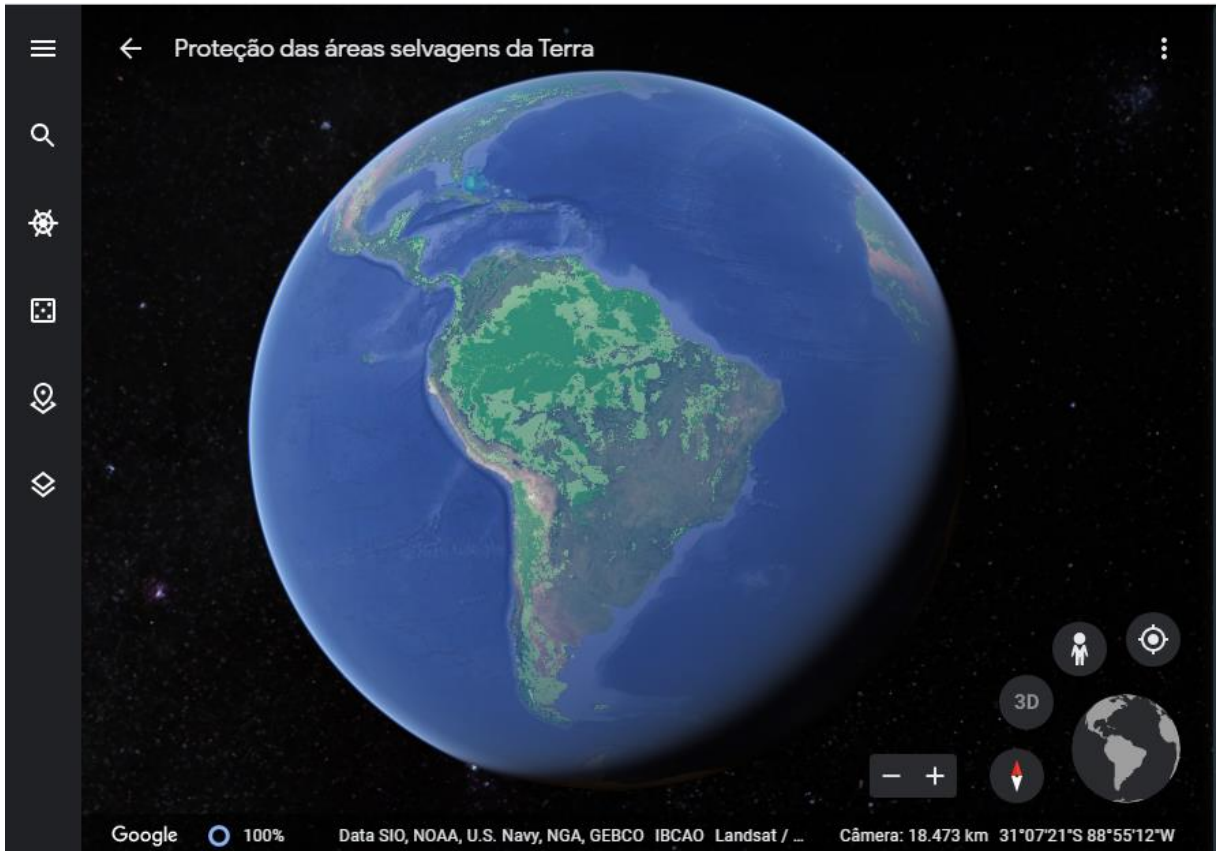 Proteção das áreas selvagens da Terra
3D
Google 100% Data SIO, NOAA, U.S. Navy, NGA, GEBCO IBCAO Landsat / ... Câmera: 18.473 km 31°07'21"S 88°55'12"W